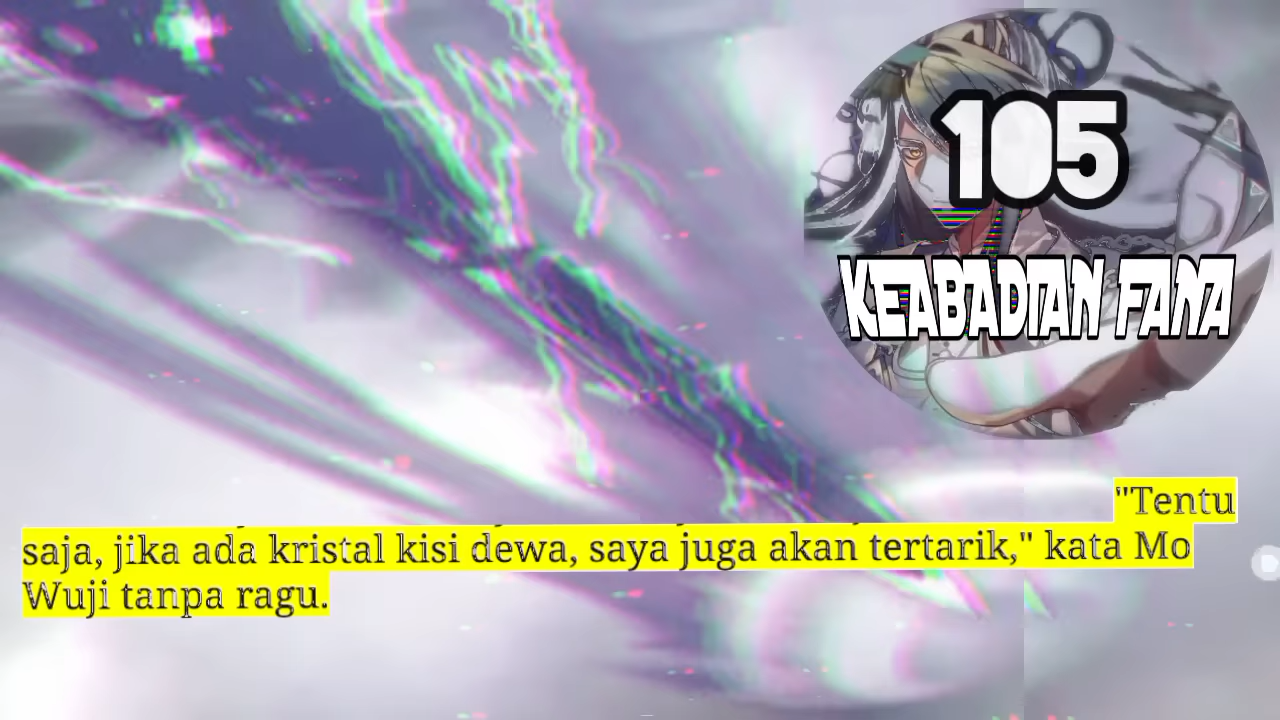 105
KEABADIAN FANA
"Tentu
saja, jika ada kristal kisi dewa, saya juga akan tertarik," kata Mo
Wuji tanpa ragu.